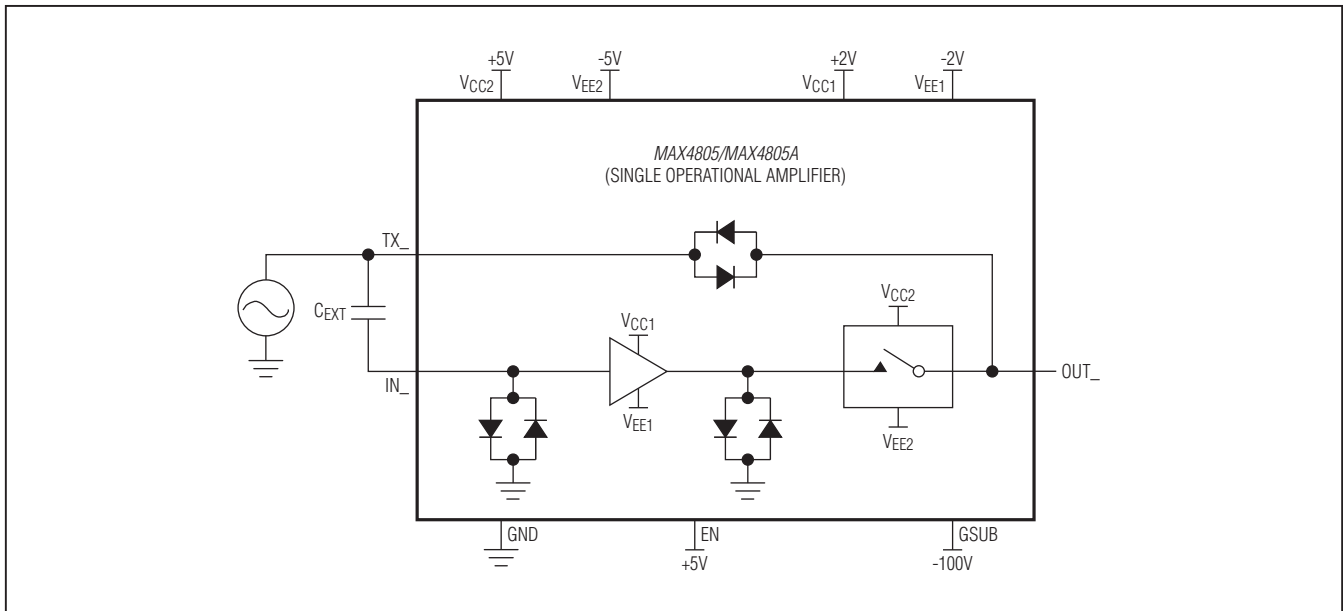 +5V
VCC2
-5V
VEE2
+2V
VCC1
-2V
VEE1
MAX4805/MAX4805A
(SINGLE OPERATIONAL AMPLIFIER)
TX_
CEXT
VCC1
VCC2
IN_
OUT_
VEE1
VEE2
GND
EN
+5V
GSUB
-100V